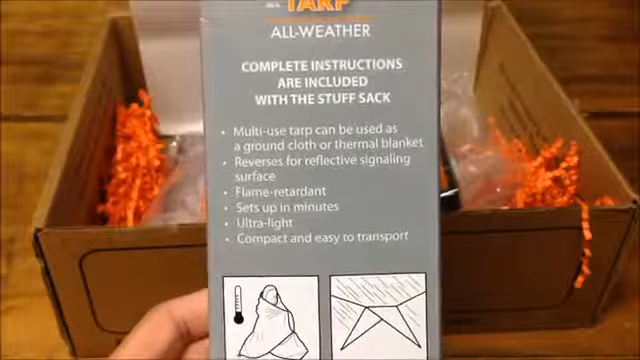 TARP
ALL-WEATHER
COMPLETE INSTRUCTIONS
ARE INCLUDED
WITH THE STUFF SACK
• Multi-use tarp can be used as
a ground cloth or thermal blanket
• Reverses for reflective signaling
surface
• Flame-retardant
• Sets up in minutes
• Ultra-light
• Compact and easy to transport